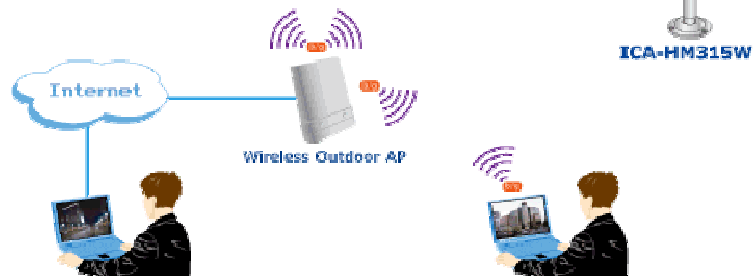 ICA-HM315W
Internet
b/g
b/g
Wireless Outdoor AP
b/g